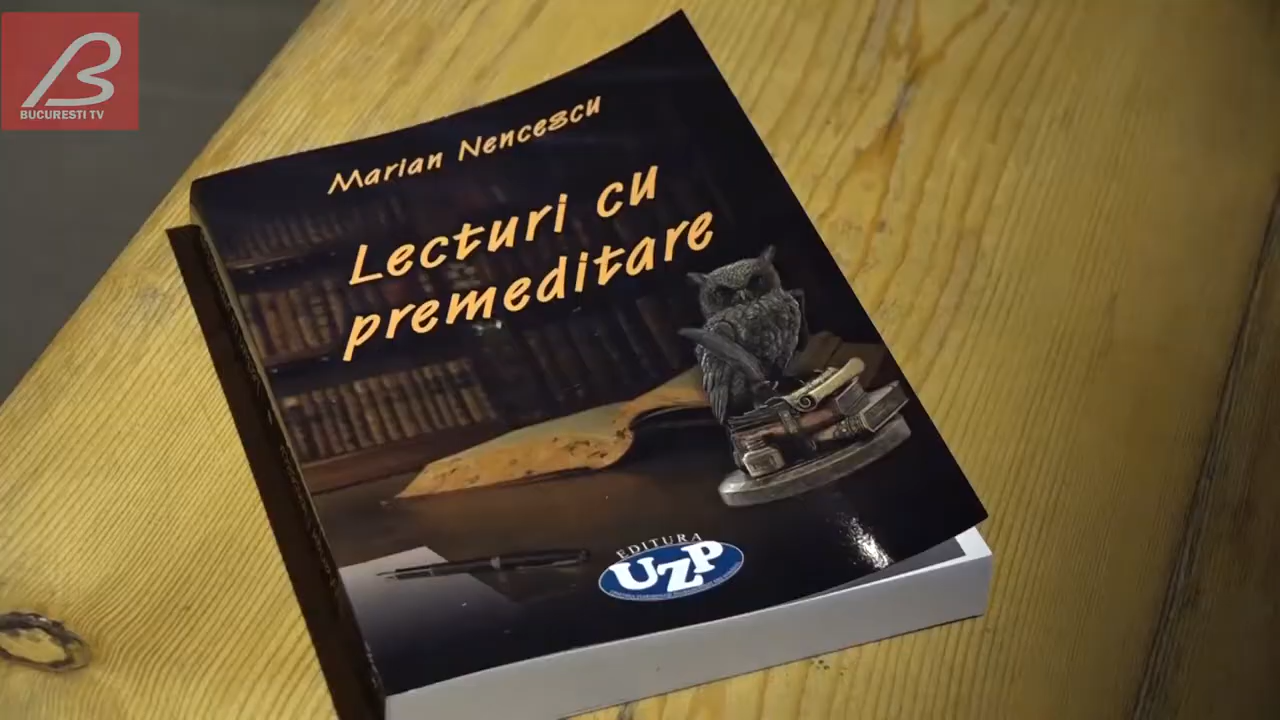 BUCURESTI TV
Marian Nencescu
Lecturi cu
premeditare
EDITURA
UZP